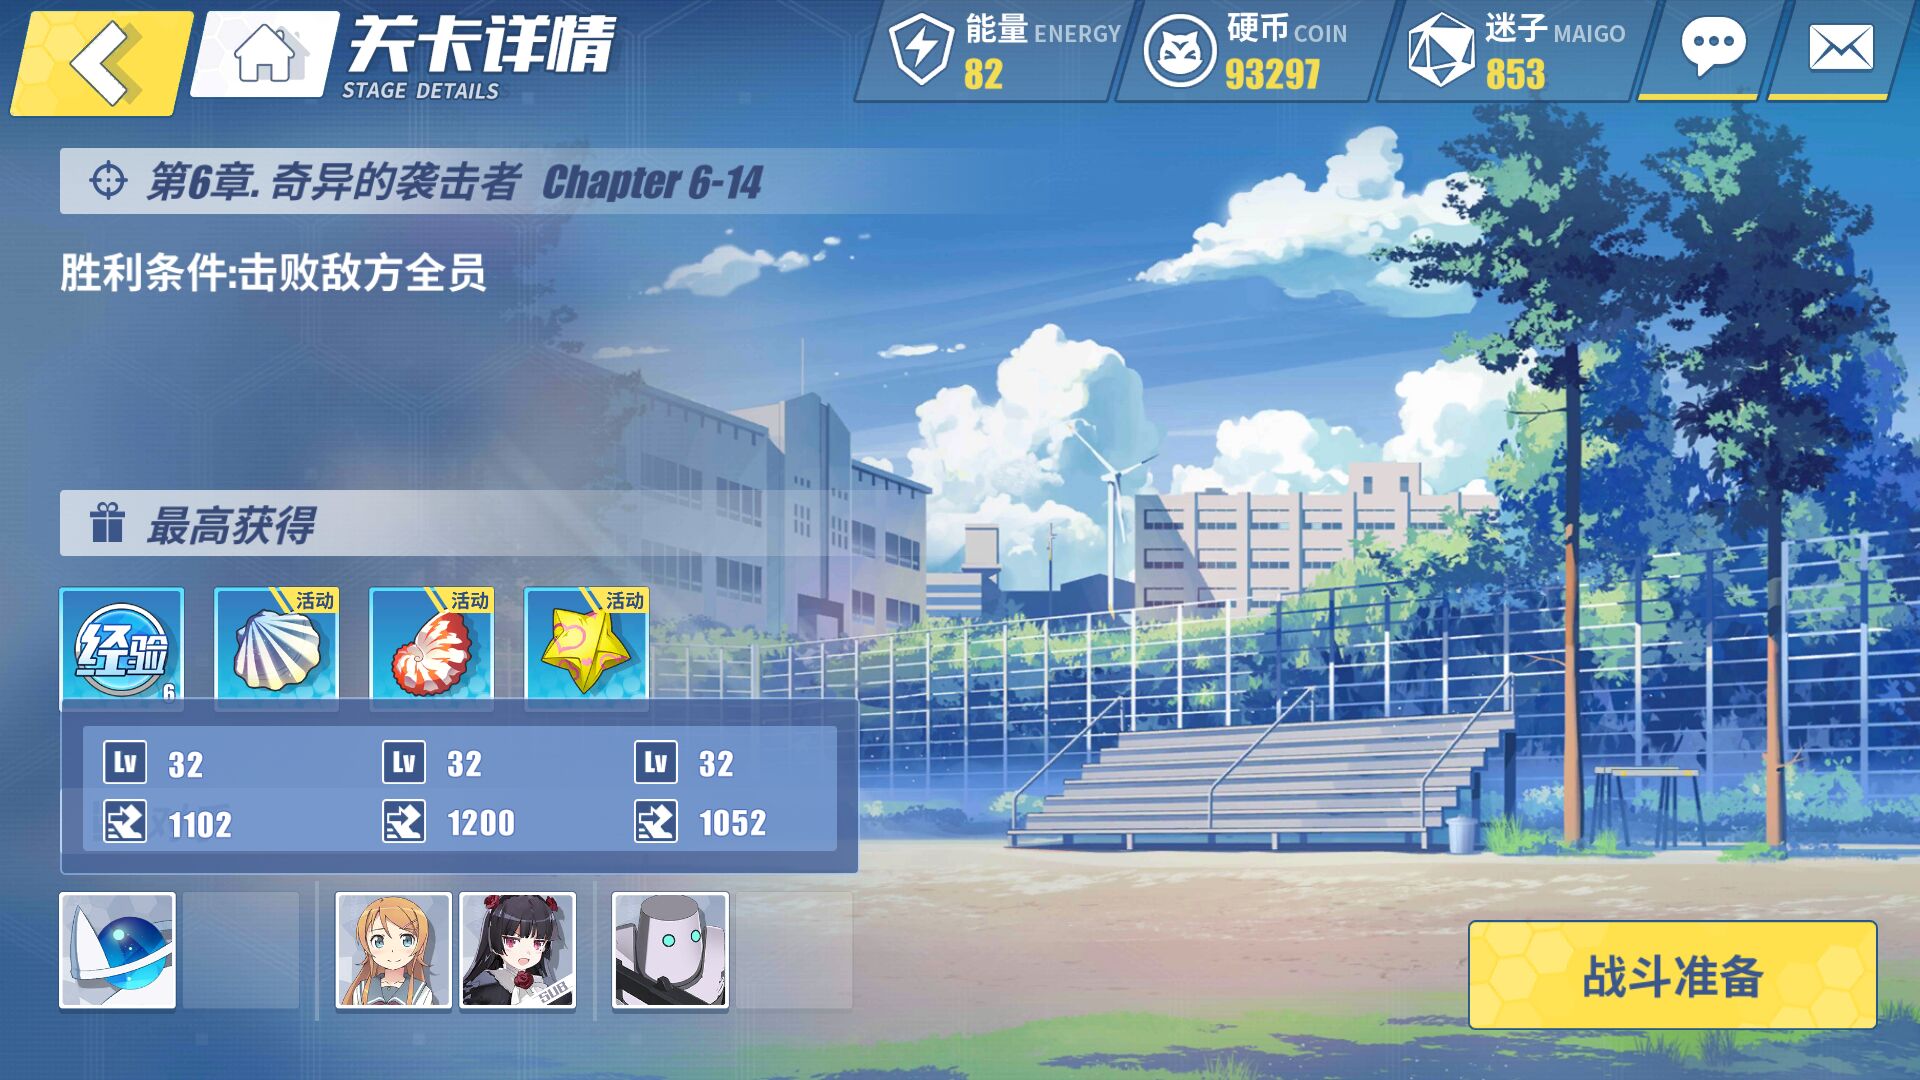 关卡详情
STAGE DETAILS
能量 ENERGY
82
硬币 COIN
93297
迷子 MAIGO
853
第6章. 奇异的袭击者 Chapter 6-14
胜利条件:击败敌方全员
最高获得
经验 6
活动
活动
活动
Lv 32
Lv 32
Lv 32
1102
1200
1052
SUB
战斗准备